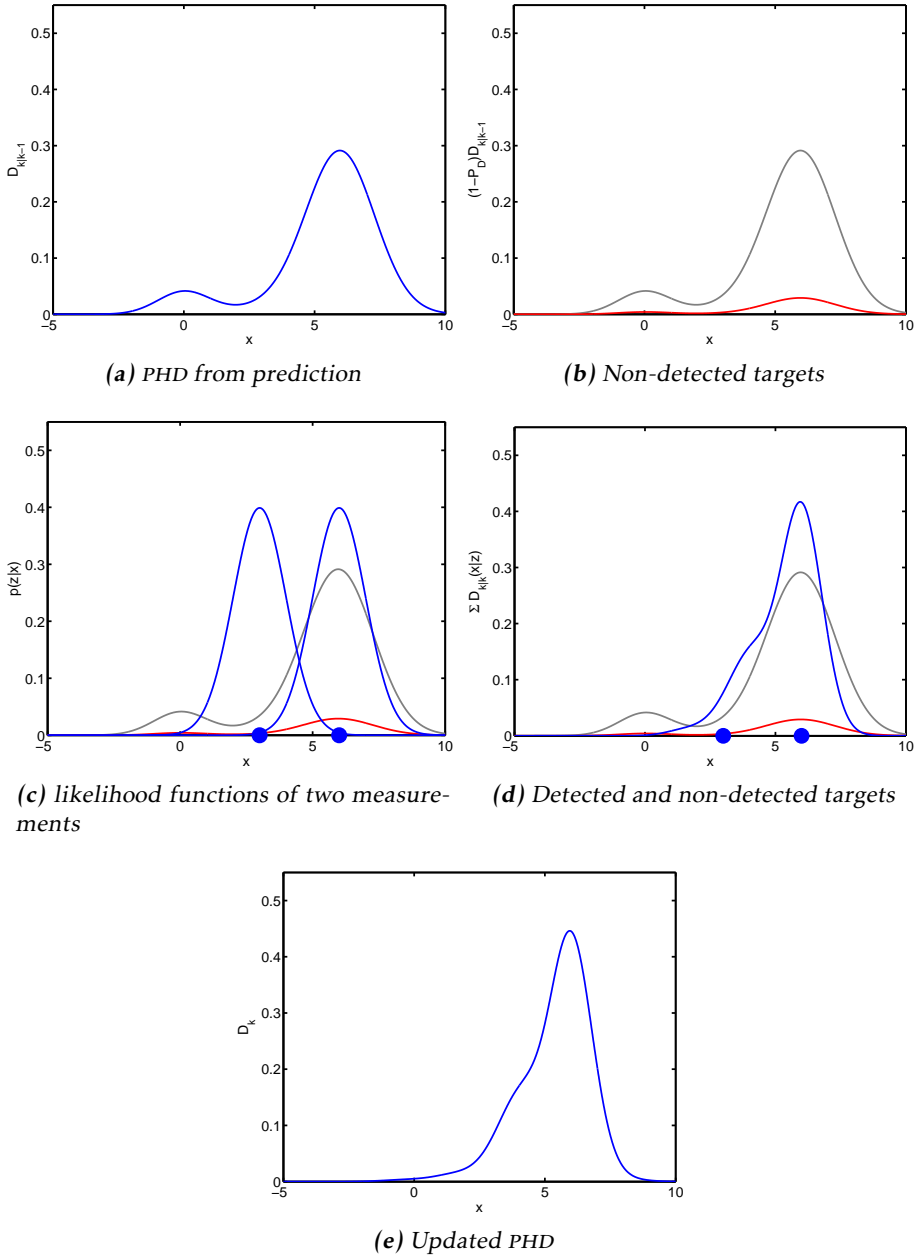 0.5
0.4
0.3
0.2
0.1
0
D_{k|k−1}
−5 0 5 10
x
(a) PHD from prediction
0.5
0.4
0.3
0.2
0.1
0
(1−P_D)D_{k|k−1}
−5 0 5 10
x
(b) Non-detected targets
0.5
0.4
0.3
0.2
0.1
0
p(z|x)
−5 0 5 10
x
(c) likelihood functions of two measure-
ments
0.5
0.4
0.3
0.2
0.1
0
Σ D_{k|k}(x|z)
−5 0 5 10
x
(d) Detected and non-detected targets
0.5
0.4
0.3
0.2
0.1
0
D_k
−5 0 5 10
x
(e) Updated PHD